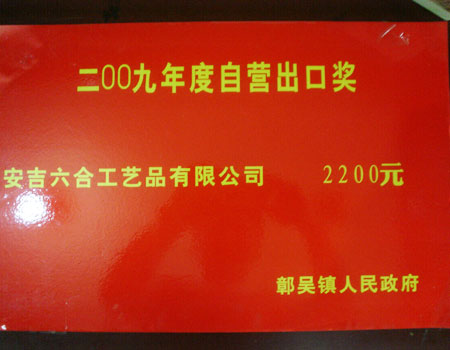 二00九年度自营出口奖
安吉六合工艺品有限公司 2200元
鄣吴镇人民政府